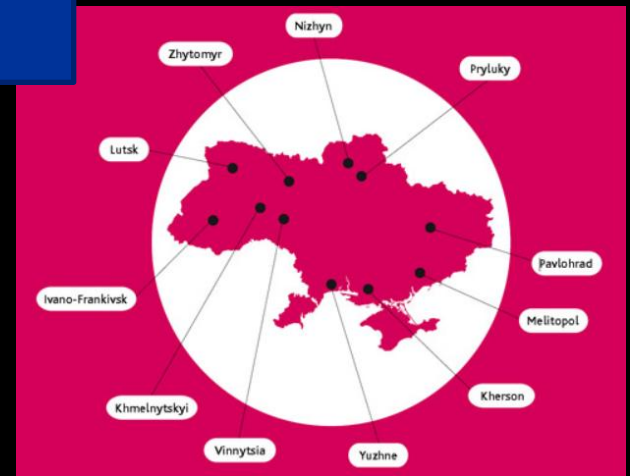 Nizhyn
Zhytomyr
Pryluky
Lutsk
Pavlohrad
Ivano-Frankivsk
Melitopol
Kherson
Khmelnytskyi
Vinnytsia
Yuzhne